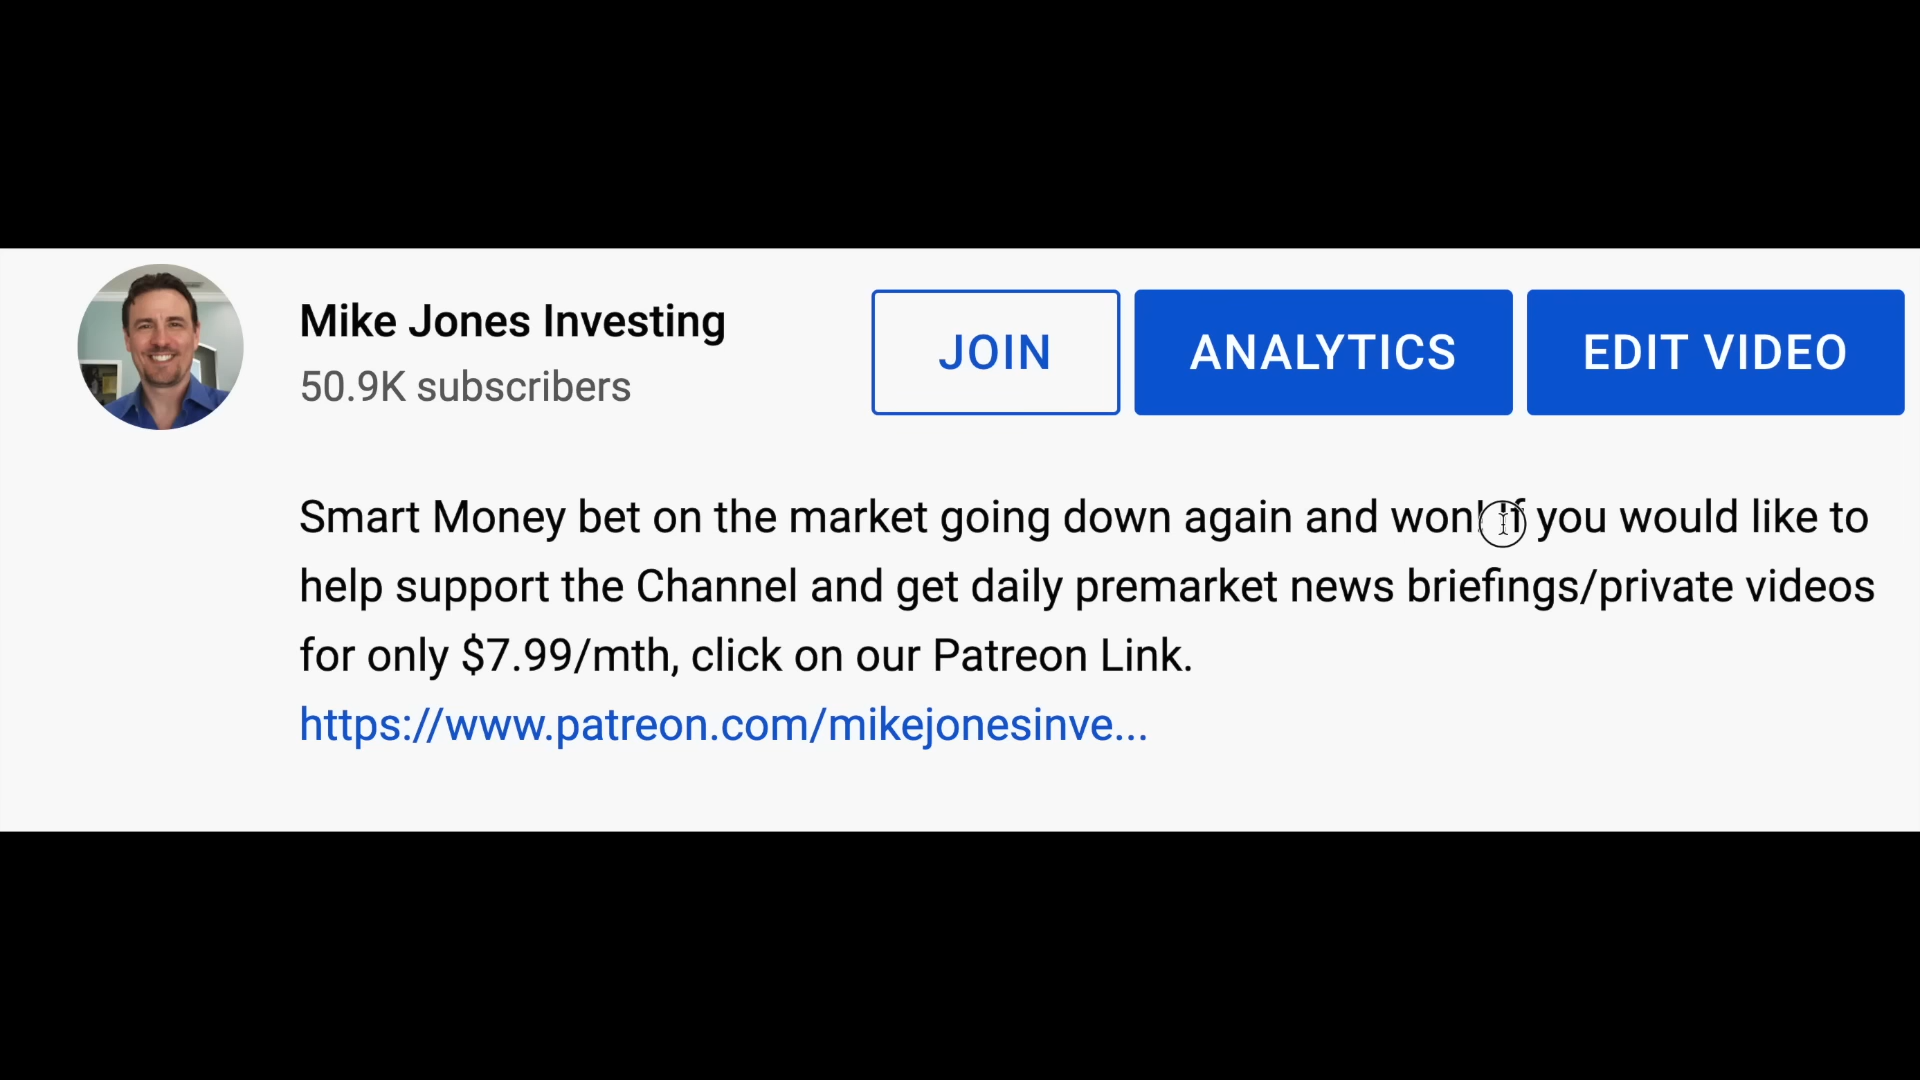 Mike Jones Investing
50.9K subscribers
JOIN
ANALYTICS
EDIT VIDEO
Smart Money bet on the market going down again and won! If you would like to
help support the Channel and get daily premarket news briefings/private videos
for only $7.99/mth, click on our Patreon Link.
https://www.patreon.com/mikejonesinve...